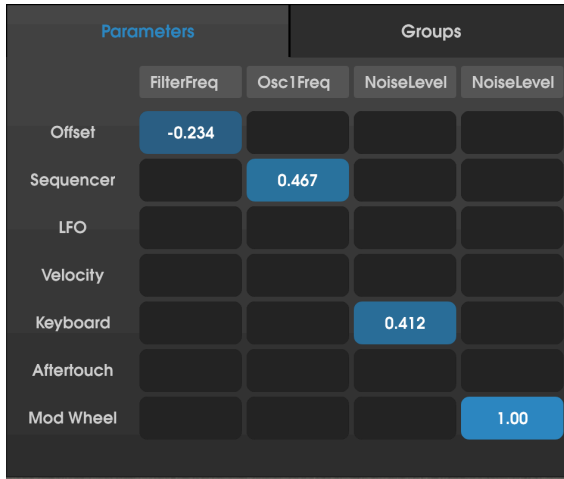 Parameters Groups
FilterFreq Osc1Freq NoiseLevel NoiseLevel
Offset -0.234
Sequencer 0.467
LFO
Velocity
Keyboard 0.412
Aftertouch
Mod Wheel 1.00